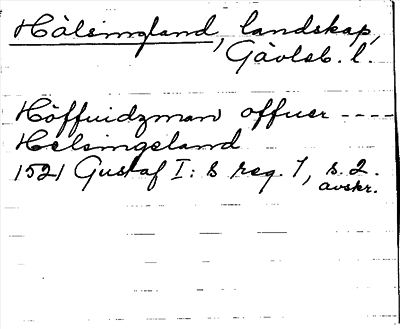 Hälsingland, landskap,
Gävleb. l.
Höffuidzman offuer ----
Helsingeland
1521 Gustaf I:s reg. 1, s. 2.
avskr.